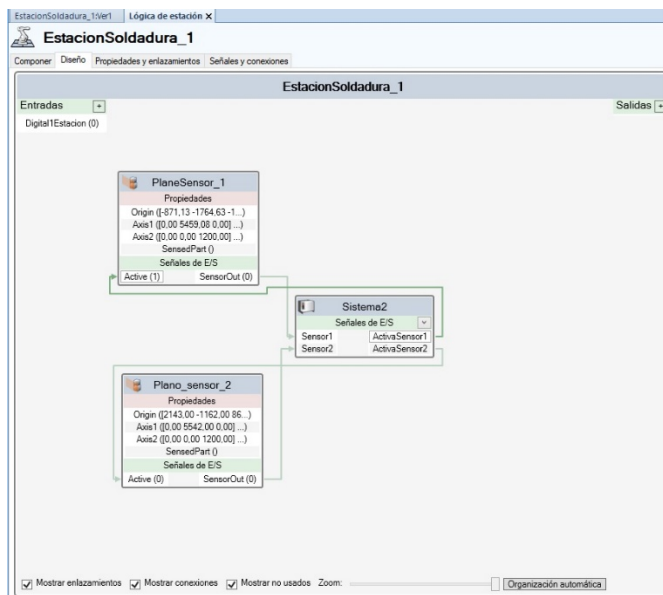 EstacionSoldadura_1:Ver1 Lógica de estación X
EstacionSoldadura_1
Componer Diseño Propiedades y enlazamientos Señales y conexiones
EstacionSoldadura_1
Entradas + Salidas +
Digital1Estacion (0)
PlaneSensor_1
Propiedades
Origin ([-871,13 -1764,63 -1...)
Axis1 ([0,00 5459,08 0,00] ...)
Axis2 ([0,00 0,00 1200,00] ...)
SensedPart ()
Señales de E/S
Active (1) SensorOut (0)
Sistema2
Señales de E/S
Sensor1 ActivaSensor1
Sensor2 ActivaSensor2
Plano_sensor_2
Propiedades
Origin ([2143,00 -1162,00 86...)
Axis1 ([0,00 5542,00 0,00] ...)
Axis2 ([0,00 0,00 1200,00] ...)
SensedPart ()
Señales de E/S
Active (0) SensorOut (0)
Mostrar enlazamientos Mostrar conexiones Mostrar no usados Zoom: Organización automática